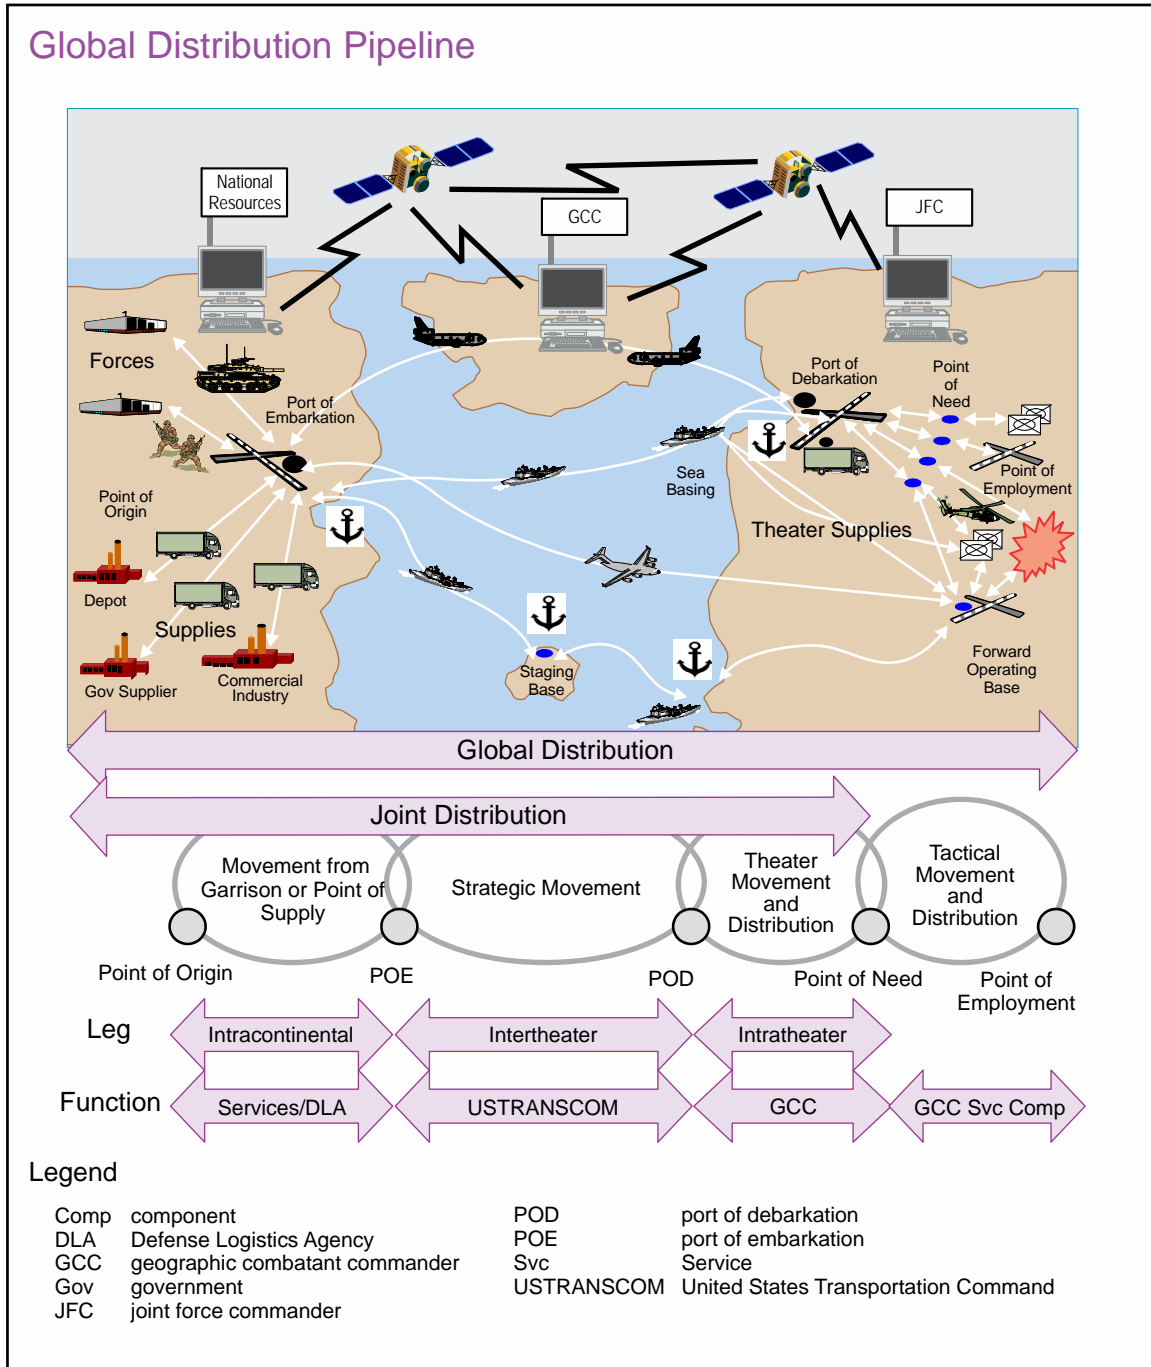 Global Distribution Pipeline
National
Resources
GCC
JFC
Forces
Port of
Embarkation
Port of
Debarkation
Point
of
Need
Point of
Employment
Sea
Basing
Theater Supplies
Point of
Origin
Depot
Supplies
Gov Supplier
Commercial
Industry
Staging
Base
Forward
Operating
Base
Global Distribution
Joint Distribution
Movement from
Garrison or Point of
Supply
Strategic Movement
Theater
Movement
and
Distribution
Tactical
Movement
and
Distribution
Point of Origin
POE
POD
Point of Need
Point of
Employment
Leg
Intracontinental
Intertheater
Intratheater
Function
Services/DLA
USTRANSCOM
GCC
GCC Svc Comp
Legend
Comp component
DLA Defense Logistics Agency
GCC geographic combatant commander
Gov government
JFC joint force commander
POD port of debarkation
POE port of embarkation
Svc Service
USTRANSCOM United States Transportation Command